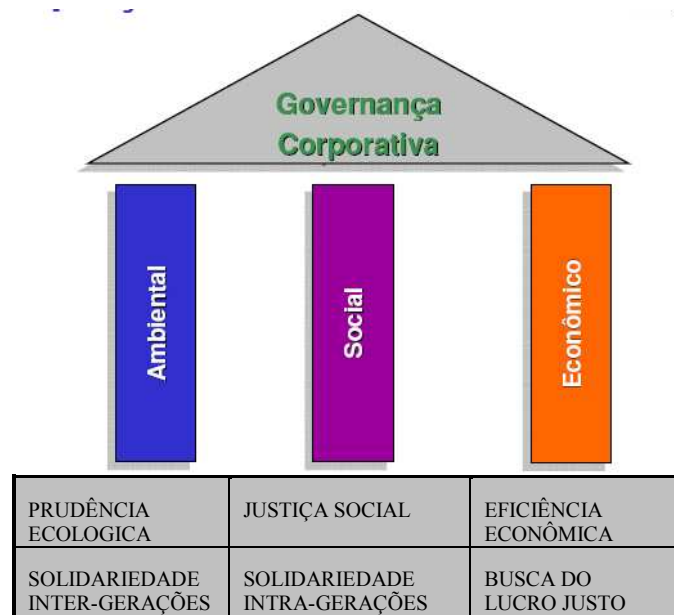 Governança
Corporativa
Ambiental
Social
Econômico
PRUDÊNCIA
ECOLOGICA
JUSTIÇA SOCIAL
EFICIÊNCIA
ECONÔMICA
SOLIDARIEDADE
INTER-GERAÇÕES
SOLIDARIEDADE
INTRA-GERAÇÕES
BUSCA DO
LUCRO JUSTO